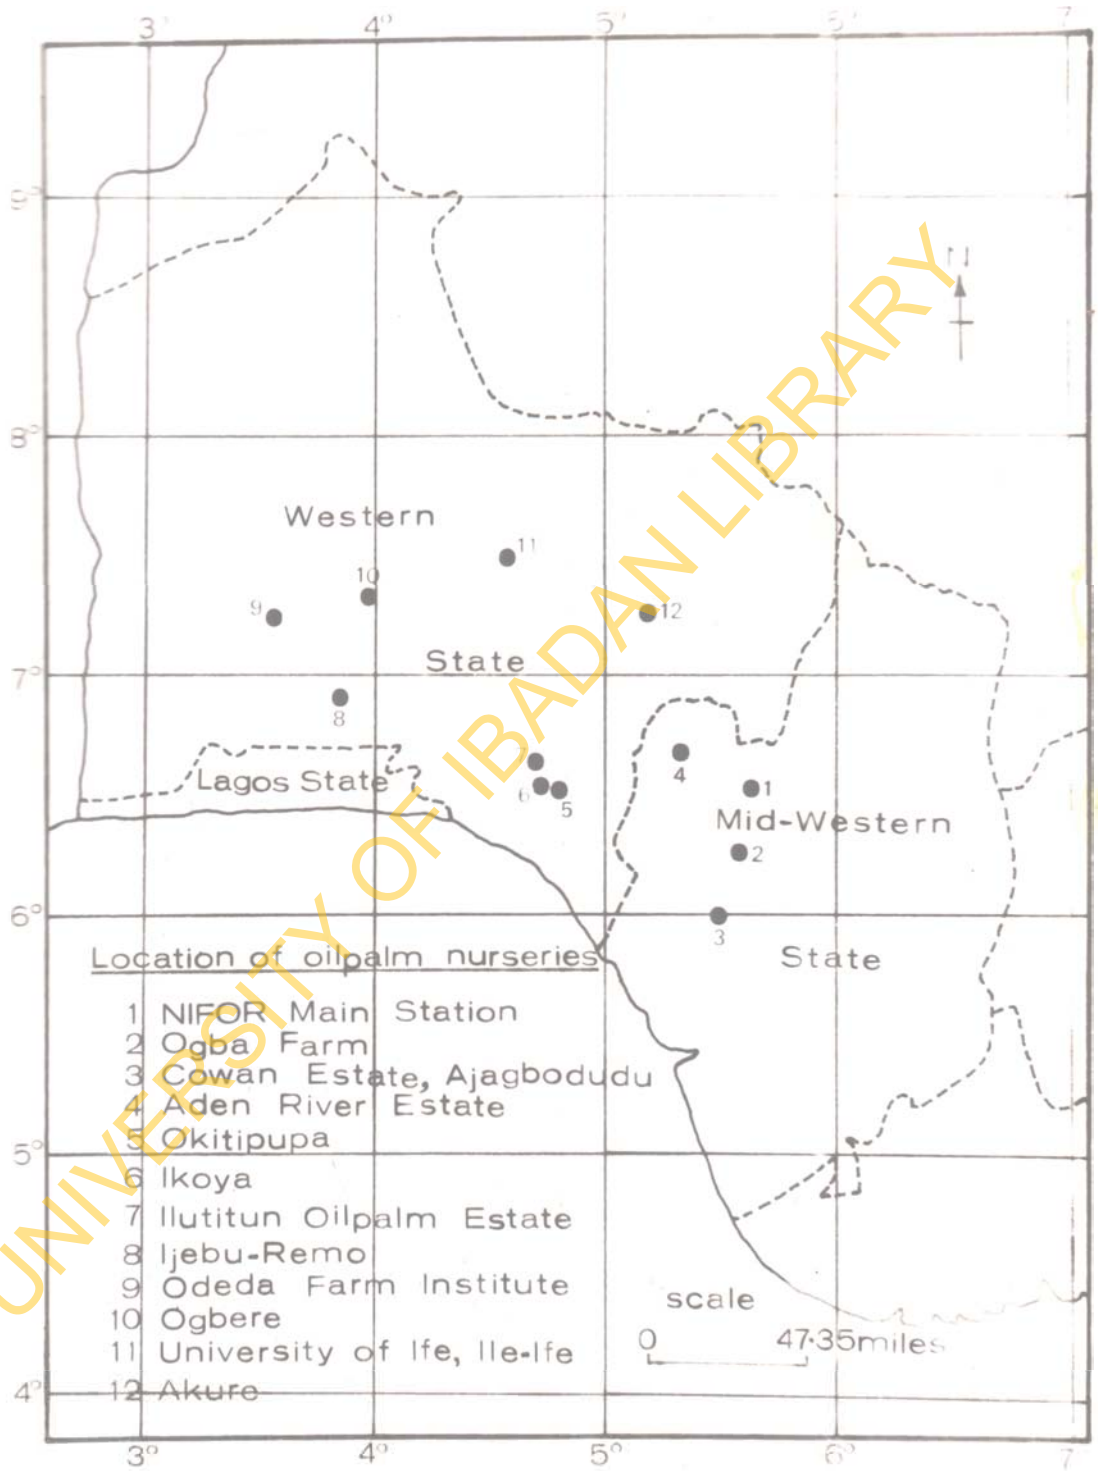 3° 4° 5° 6° 7
9°
N
8°
Western
11
10
9
12
State
7°
8
7
Lagos State
6
5
4
1
Mid-Western
2
6°
3
Location of oilpalm nurseries
State
1 NIFOR Main Station
2 Ogba Farm
3 Cowan Estate, Ajagbodudu
4 Aden River Estate
5 Okitipupa
5°
6 Ikoya
7 Ilutitun Oilpalm Estate
8 Ijebu-Remo
9 Odeda Farm Institute
scale
10 Ogbere
0 47·35miles
11 University of Ife, Ile-Ife
12 Akure
4°
3° 4° 5° 6° 7
UNIVERSITY OF IBADAN LIBRARY